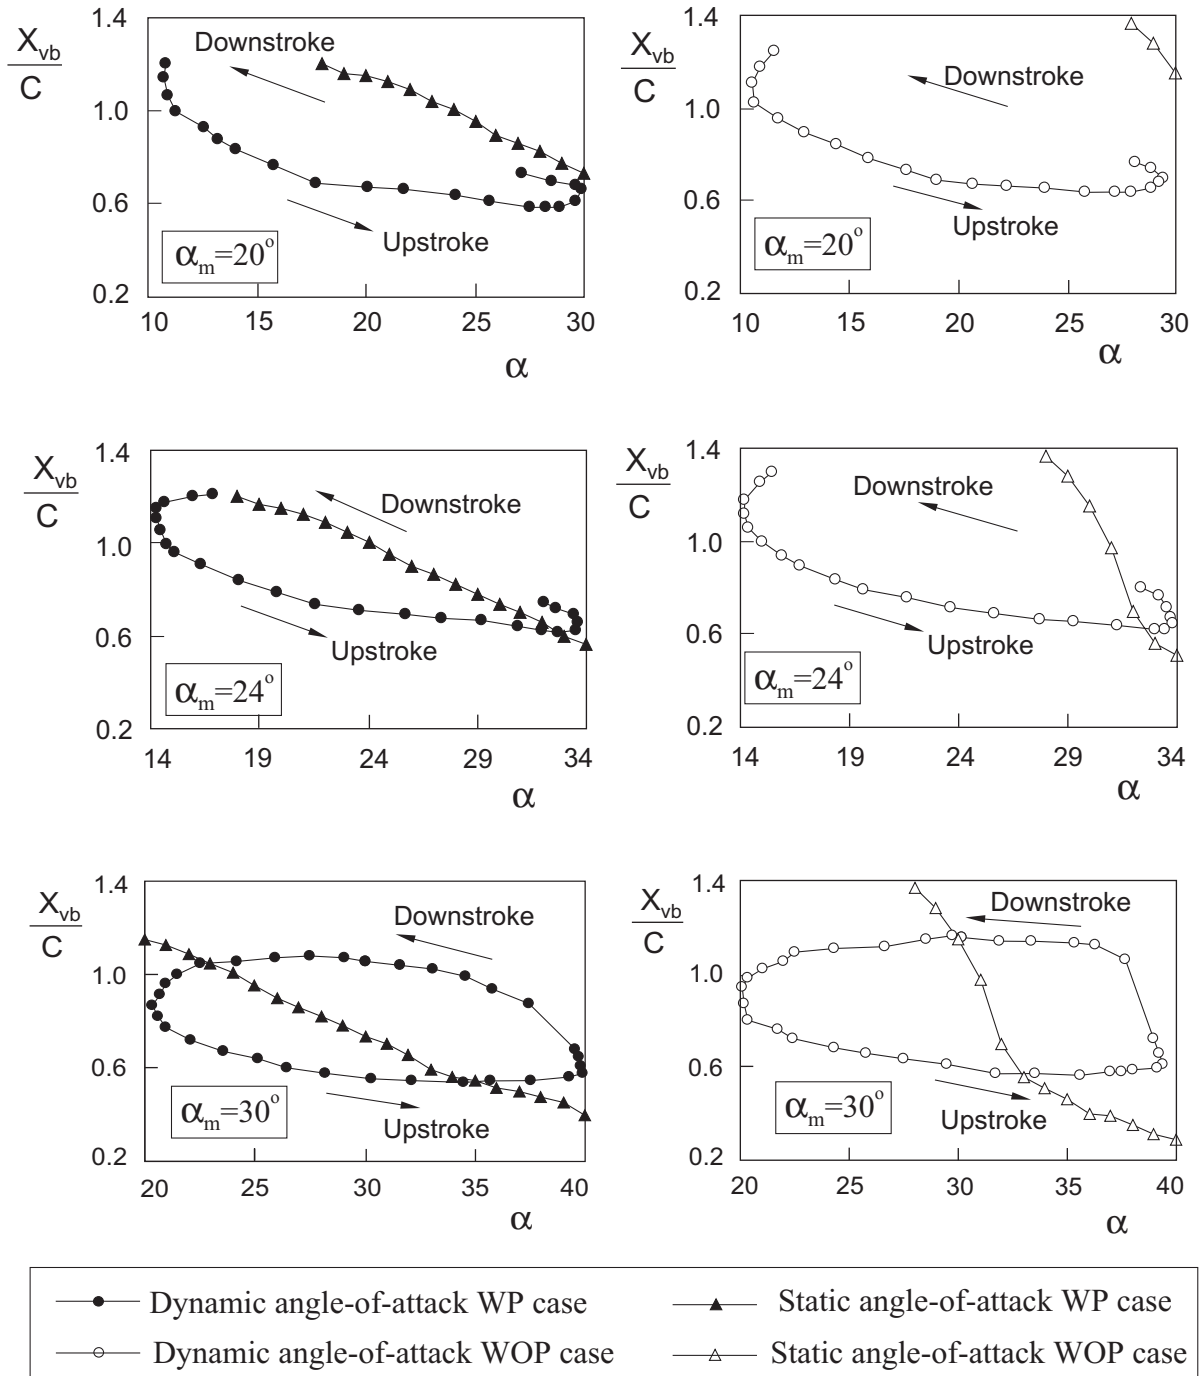 X_vb/C
1.4
1.0
0.6
0.2
Downstroke
Upstroke
α_m=20°
10 15 20 25 30
α
X_vb/C
1.4
1.0
0.6
0.2
Downstroke
Upstroke
α_m=20°
10 15 20 25 30
α
X_vb/C
1.4
1.0
0.6
0.2
Downstroke
Upstroke
α_m=24°
14 19 24 29 34
α
X_vb/C
1.4
1.0
0.6
0.2
Downstroke
Upstroke
α_m=24°
14 19 24 29 34
α
X_vb/C
1.4
1.0
0.6
0.2
Downstroke
Upstroke
α_m=30°
20 25 30 35 40
α
X_vb/C
1.4
1.0
0.6
0.2
Downstroke
Upstroke
α_m=30°
20 25 30 35 40
α
Dynamic angle-of-attack WP case
Static angle-of-attack WP case
Dynamic angle-of-attack WOP case
Static angle-of-attack WOP case